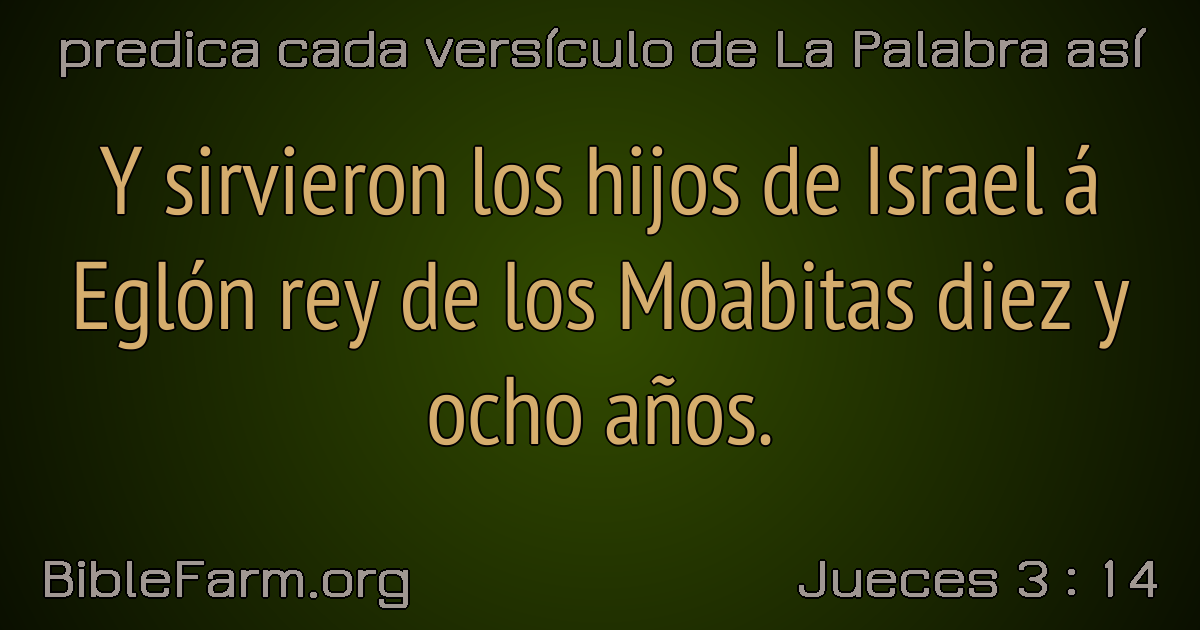 predica cada versículo de La Palabra así
Y sirvieron los hijos de Israel á
Eglón rey de los Moabitas diez y
ocho años.
BibleFarm.org
Jueces 3 : 14